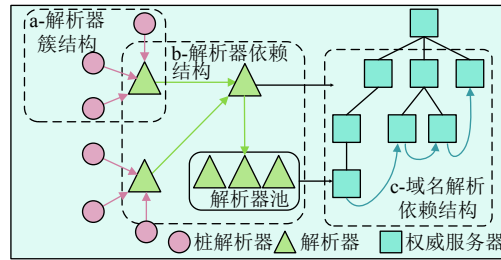 a-解析器
簇结构
b-解析器依赖
结构
解析器池
c-域名解析
依赖结构
桩解析器
解析器
权威服务器